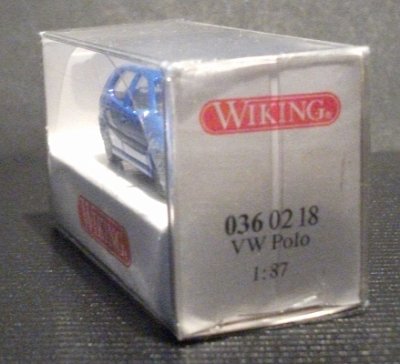 WIKING®
036 02 18
VW Polo
1:87
WIKING